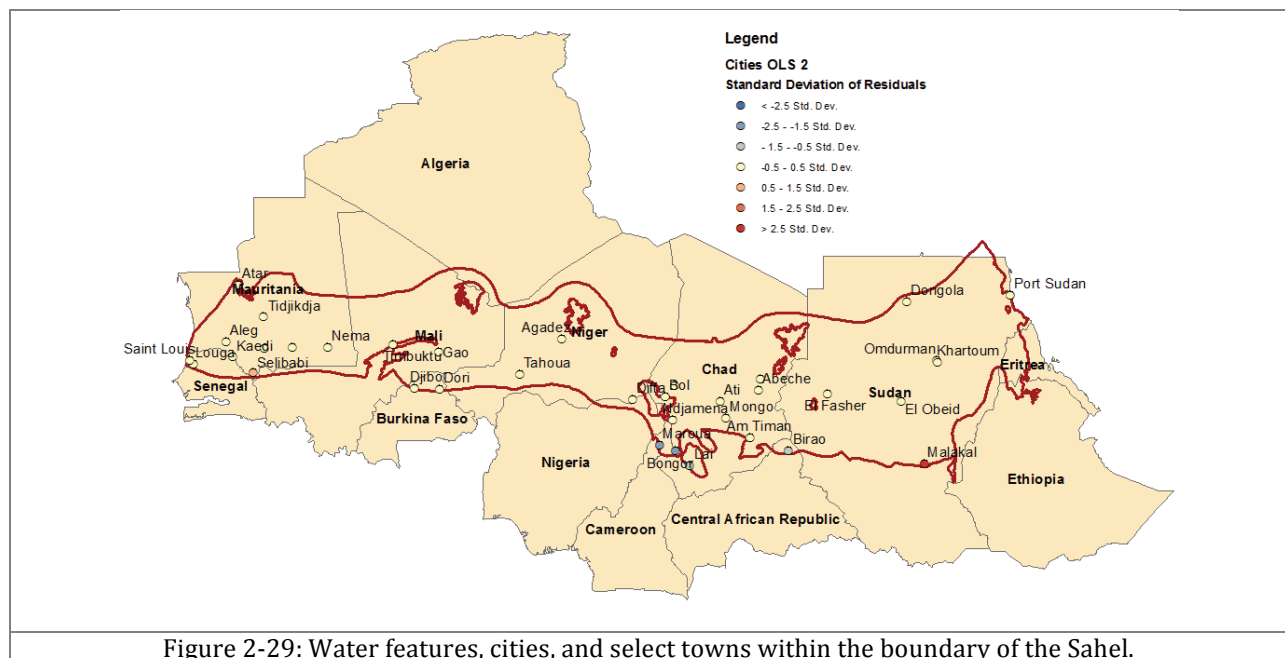 Legend
Cities OLS 2
Standard Deviation of Residuals
< -2.5 Std. Dev.
-2.5 - -1.5 Std. Dev.
- 1.5 - -0.5 Std. Dev.
-0.5 - 0.5 Std. Dev.
0.5 - 1.5 Std. Dev.
1.5 - 2.5 Std. Dev.
> 2.5 Std. Dev.
Algeria
Atar
Mauritania
Tidjikdja
Port Sudan
Dongola
Aleg
Nema
Mali
Agadez
Niger
Saint Louis
Louga
Kaedi
Selibabi
Timbuktu
Gao
Omdurman
Khartoum
Senegal
Tahoua
Chad
Eritrea
Djibo
Dori
Diffa
Bol
Ati
Abeche
Sudan
Burkina Faso
Ndjamena
Mongo
El Fasher
El Obeid
Maroua
Am Timan
Birao
Bongor
Lai
Malakal
Nigeria
Ethiopia
Cameroon
Central African Republic
Figure 2-29: Water features, cities, and select towns within the boundary of the Sahel.